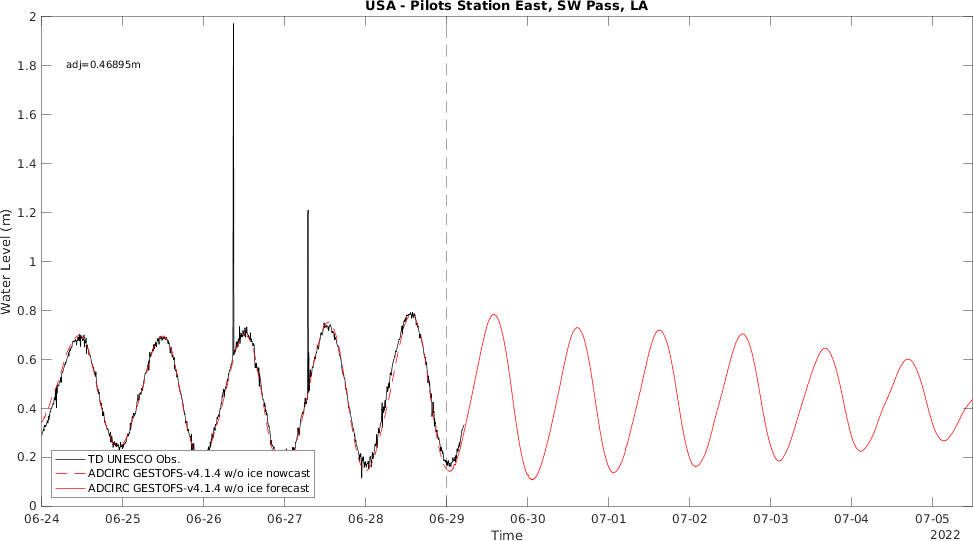 USA - Pilots Station East, SW Pass, LA
adj=0.46895m
Water Level (m)
2
1.8
1.6
1.4
1.2
1
0.8
0.6
0.4
0.2
0
TD UNESCO Obs.
ADCIRC GESTOFS-v4.1.4 w/o ice nowcast
ADCIRC GESTOFS-v4.1.4 w/o ice forecast
06-24 06-25 06-26 06-27 06-28 06-29 06-30 07-01 07-02 07-03 07-04 07-05
Time
2022